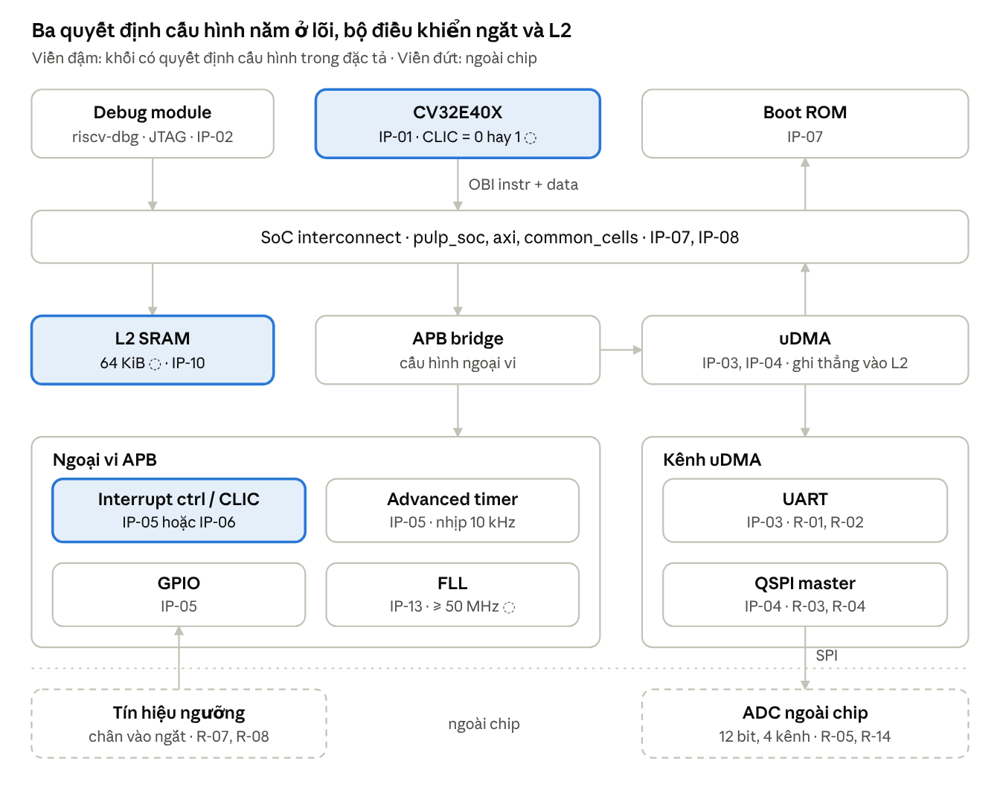 Ba quyết định cấu hình nằm ở lõi, bộ điều khiển ngắt và L2
Viền đậm: khối có quyết định cấu hình trong đặc tả · Viền đứt: ngoài chip
Debug module
riscv-dbg · JTAG · IP-02
CV32E40X
IP-01 · CLIC = 0 hay 1 ◌
Boot ROM
IP-07
OBI instr + data
SoC interconnect · pulp_soc, axi, common_cells · IP-07, IP-08
L2 SRAM
64 KiB ◌ · IP-10
APB bridge
cấu hình ngoại vi
uDMA
IP-03, IP-04 · ghi thẳng vào L2
Ngoại vi APB
Interrupt ctrl / CLIC
IP-05 hoặc IP-06
Advanced timer
IP-05 · nhịp 10 kHz
GPIO
IP-05
FLL
IP-13 · ≥ 50 MHz ◌
Kênh uDMA
UART
IP-03 · R-01, R-02
QSPI master
IP-04 · R-03, R-04
SPI
Tín hiệu ngưỡng
chân vào ngắt · R-07, R-08
ngoài chip
ADC ngoài chip
12 bit, 4 kênh · R-05, R-14